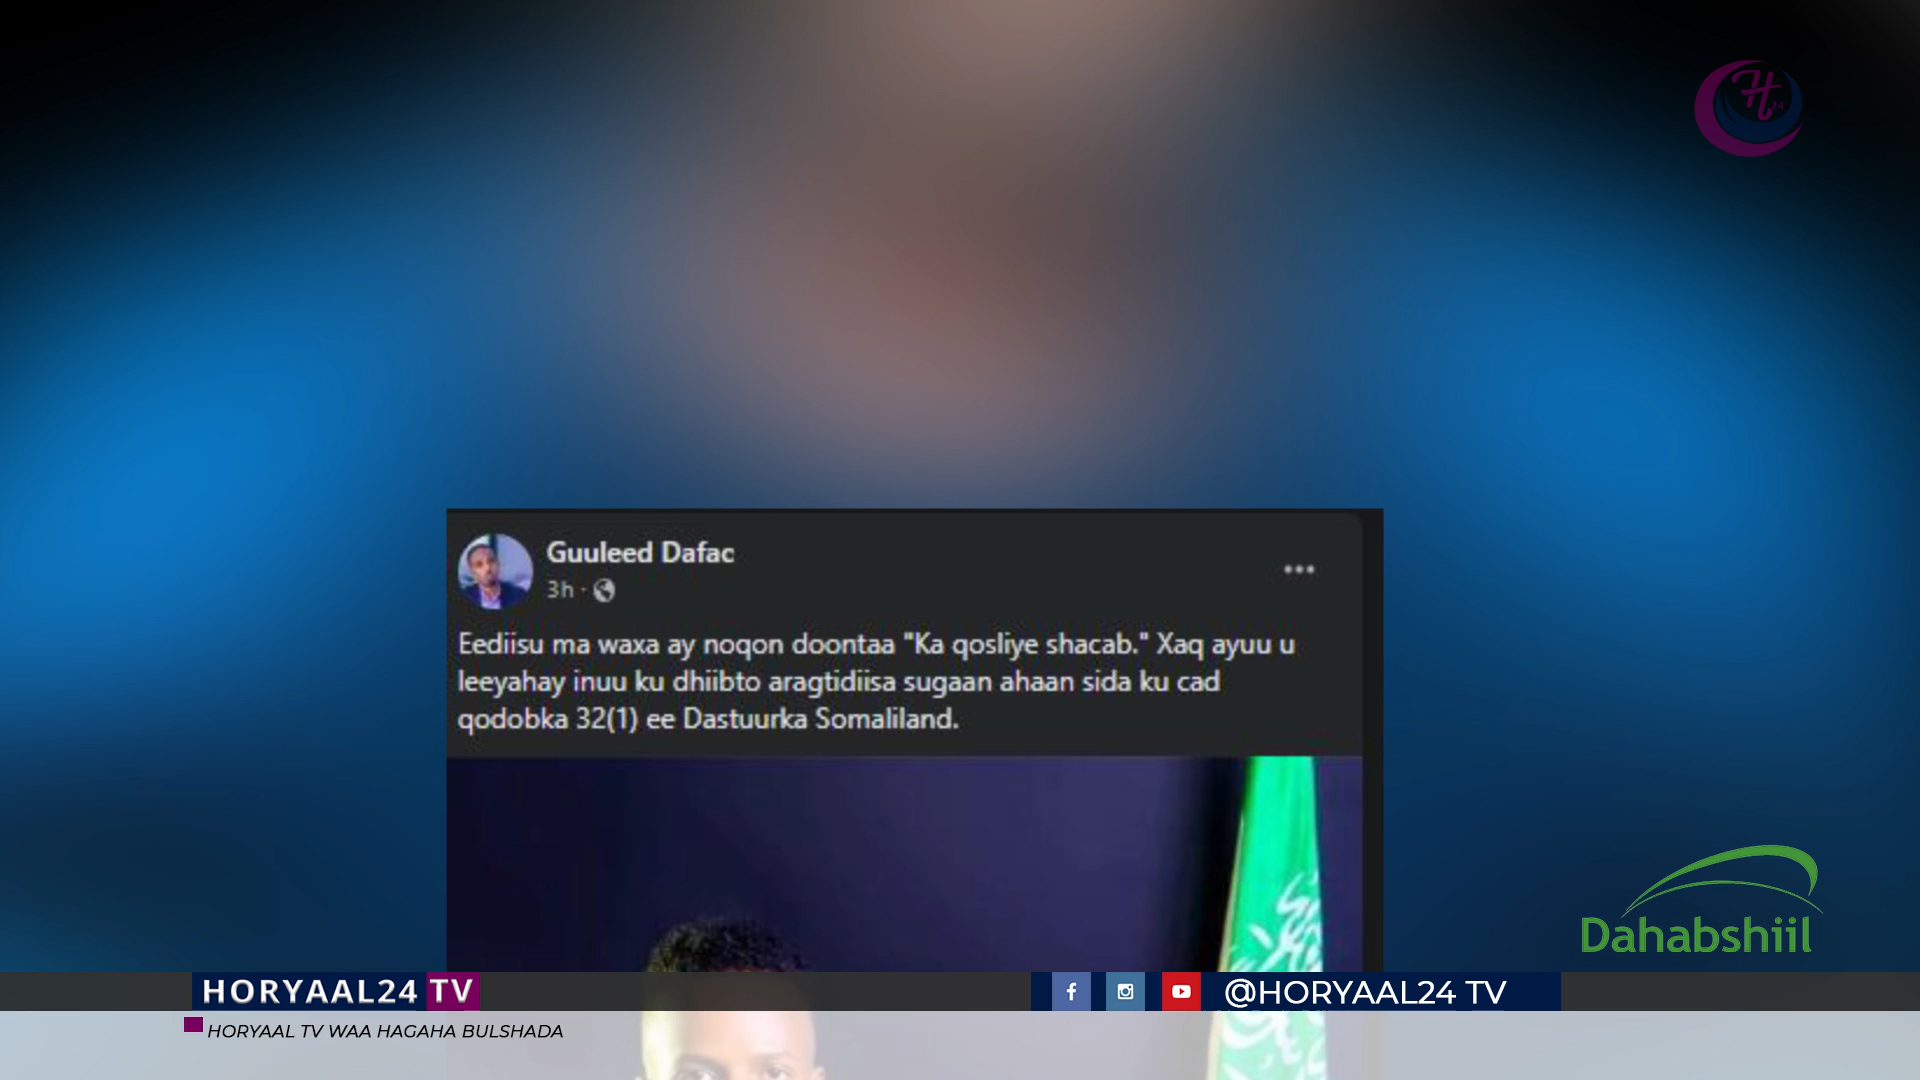 H24
Guuleed Dafac
3h ·
Eediisu ma waxa ay noqon doontaa "Ka qosliye shacab." Xaq ayuu u
leeyahay inuu ku dhiibto aragtidiisa sugaan ahaan sida ku cad
qodobka 32(1) ee Dastuurka Somaliland.
Dahabshiil
HORYAAL24 TV
@HORYAAL24 TV
HORYAAL TV WAA HAGAHA BULSHADA